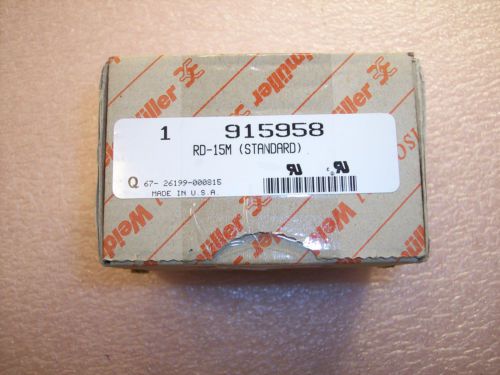 Weidmüller
1 915958
RD-15M (STANDARD)
Q 67- 26199-000815
MADE IN U.S.A.